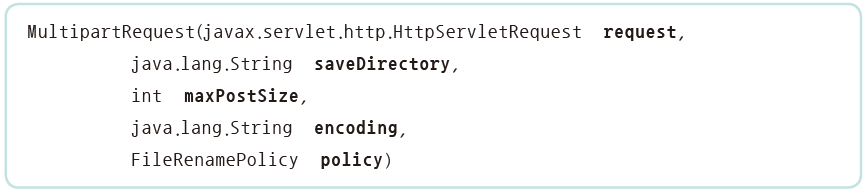 MultipartRequest(javax.servlet.http.HttpServletRequest request,
java.lang.String saveDirectory,
int maxPostSize,
java.lang.String encoding,
FileRenamePolicy policy)